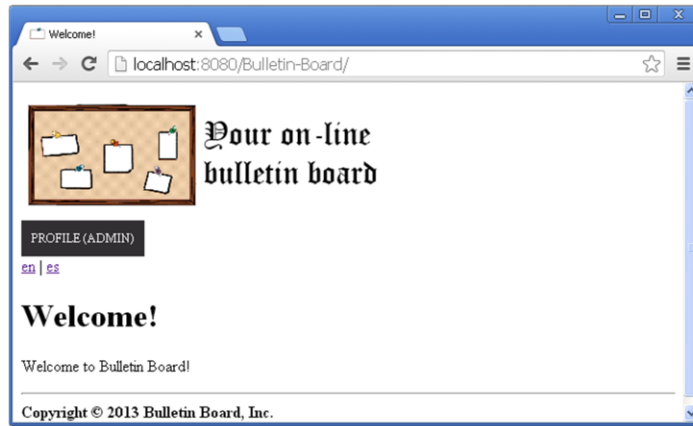 Welcome!
localhost:8080/Bulletin-Board/
Your on-line
bulletin board
PROFILE (ADMIN)
en | es
Welcome!
Welcome to Bulletin Board!
Copyright © 2013 Bulletin Board, Inc.